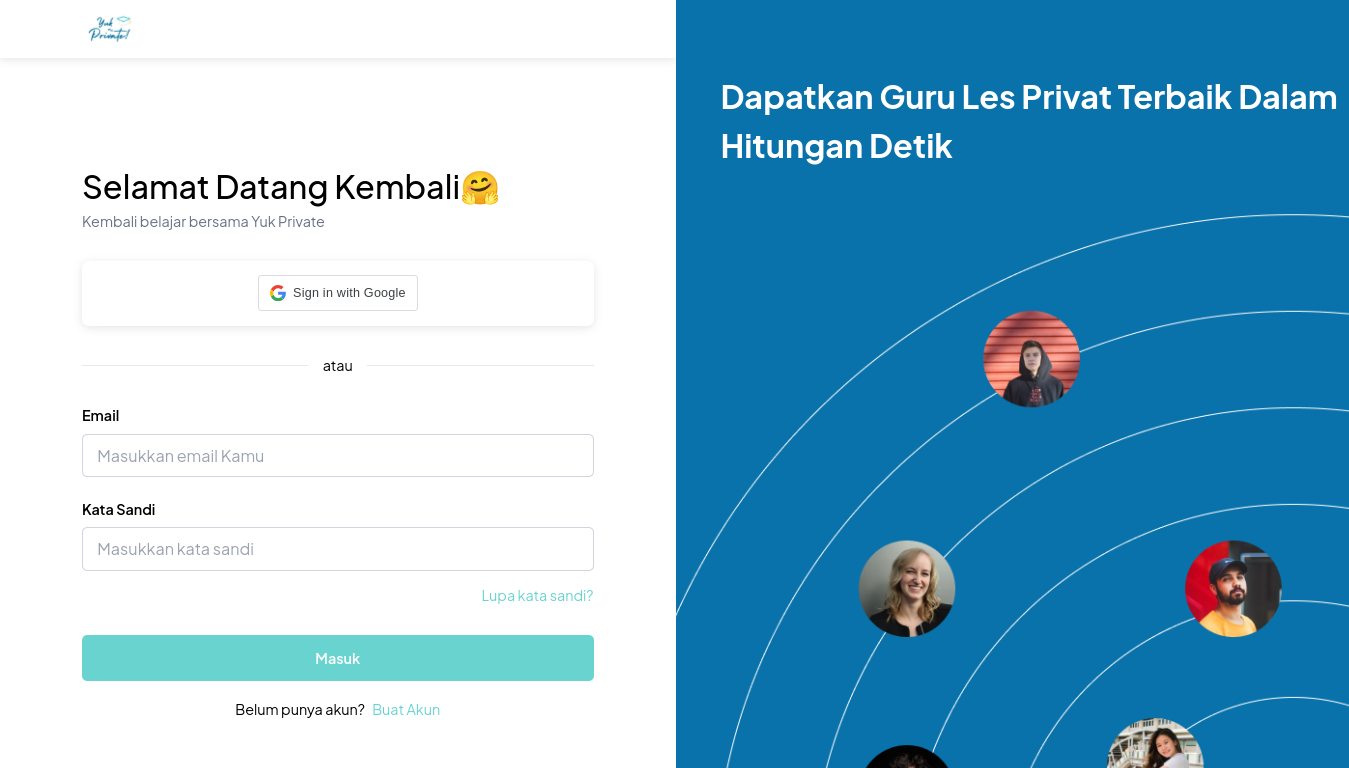 Yuk
Private!
Dapatkan Guru Les Privat Terbaik Dalam
Hitungan Detik
Selamat Datang Kembali🤗
Kembali belajar bersama Yuk Private
Sign in with Google
atau
Email
Masukkan email Kamu
Kata Sandi
Masukkan kata sandi
Lupa kata sandi?
Masuk
Belum punya akun? Buat Akun